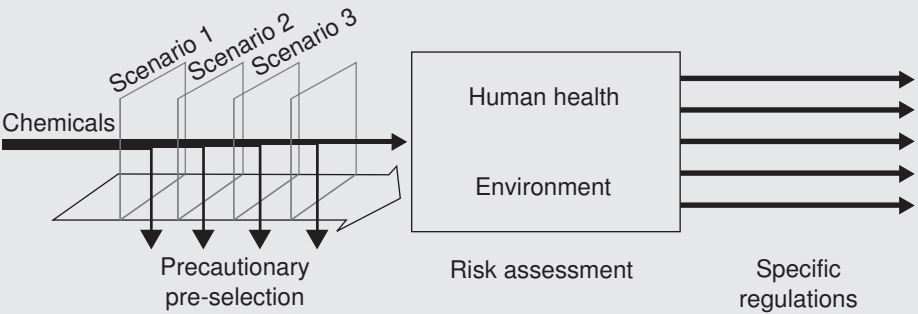 Scenario 1
Scenario 2
Scenario 3
Chemicals
Human health
Environment
Precautionary
pre-selection
Risk assessment
Specific
regulations